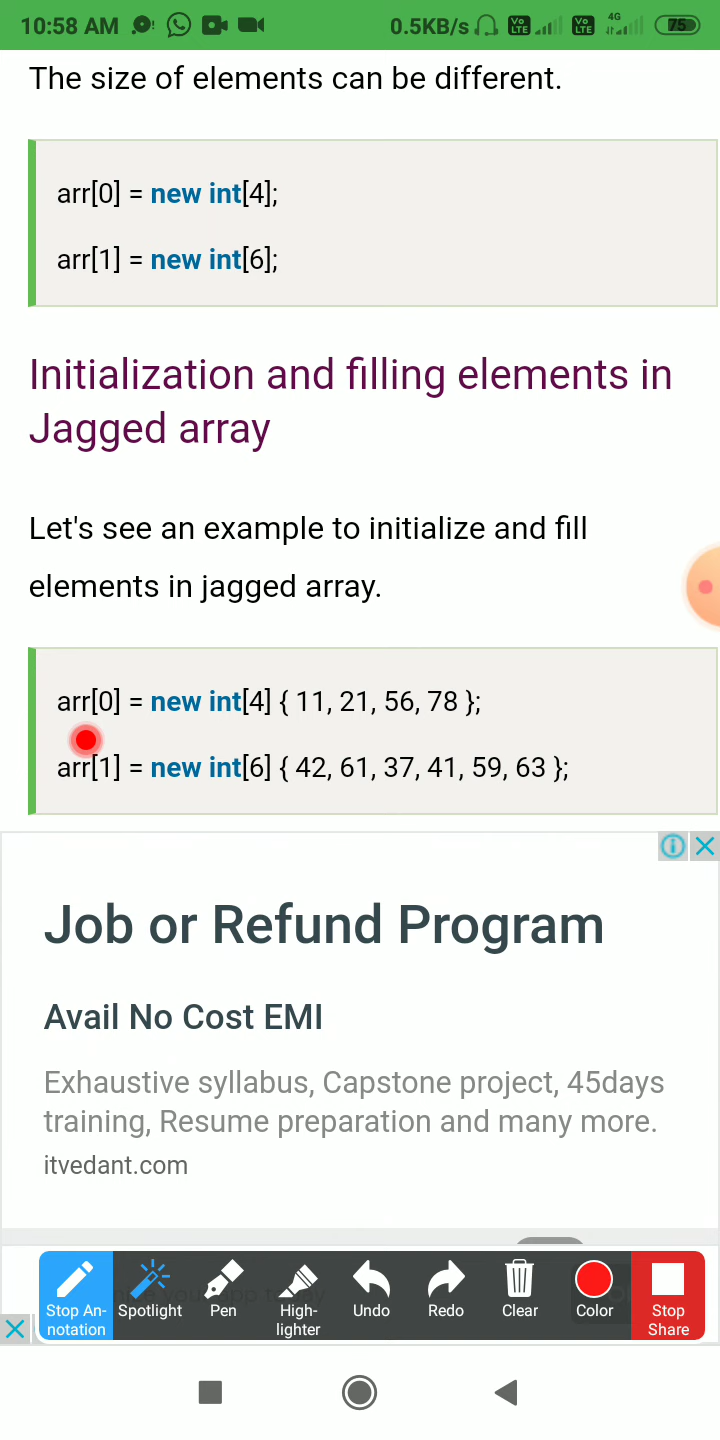 10:58 AM 0.5KB/s Vo LTE Vo LTE 4G 75
The size of elements can be different.
arr[0] = new int[4];
arr[1] = new int[6];
Initialization and filling elements in
Jagged array
Let's see an example to initialize and fill
elements in jagged array.
arr[0] = new int[4] { 11, 21, 56, 78 };
arr[1] = new int[6] { 42, 61, 37, 41, 59, 63 };
Job or Refund Program
Avail No Cost EMI
Exhaustive syllabus, Capstone project, 45days
training, Resume preparation and many more.
itvedant.com
Stop An-
notation
Spotlight
Pen
High-
lighter
Undo
Redo
Clear
Color
Stop
Share